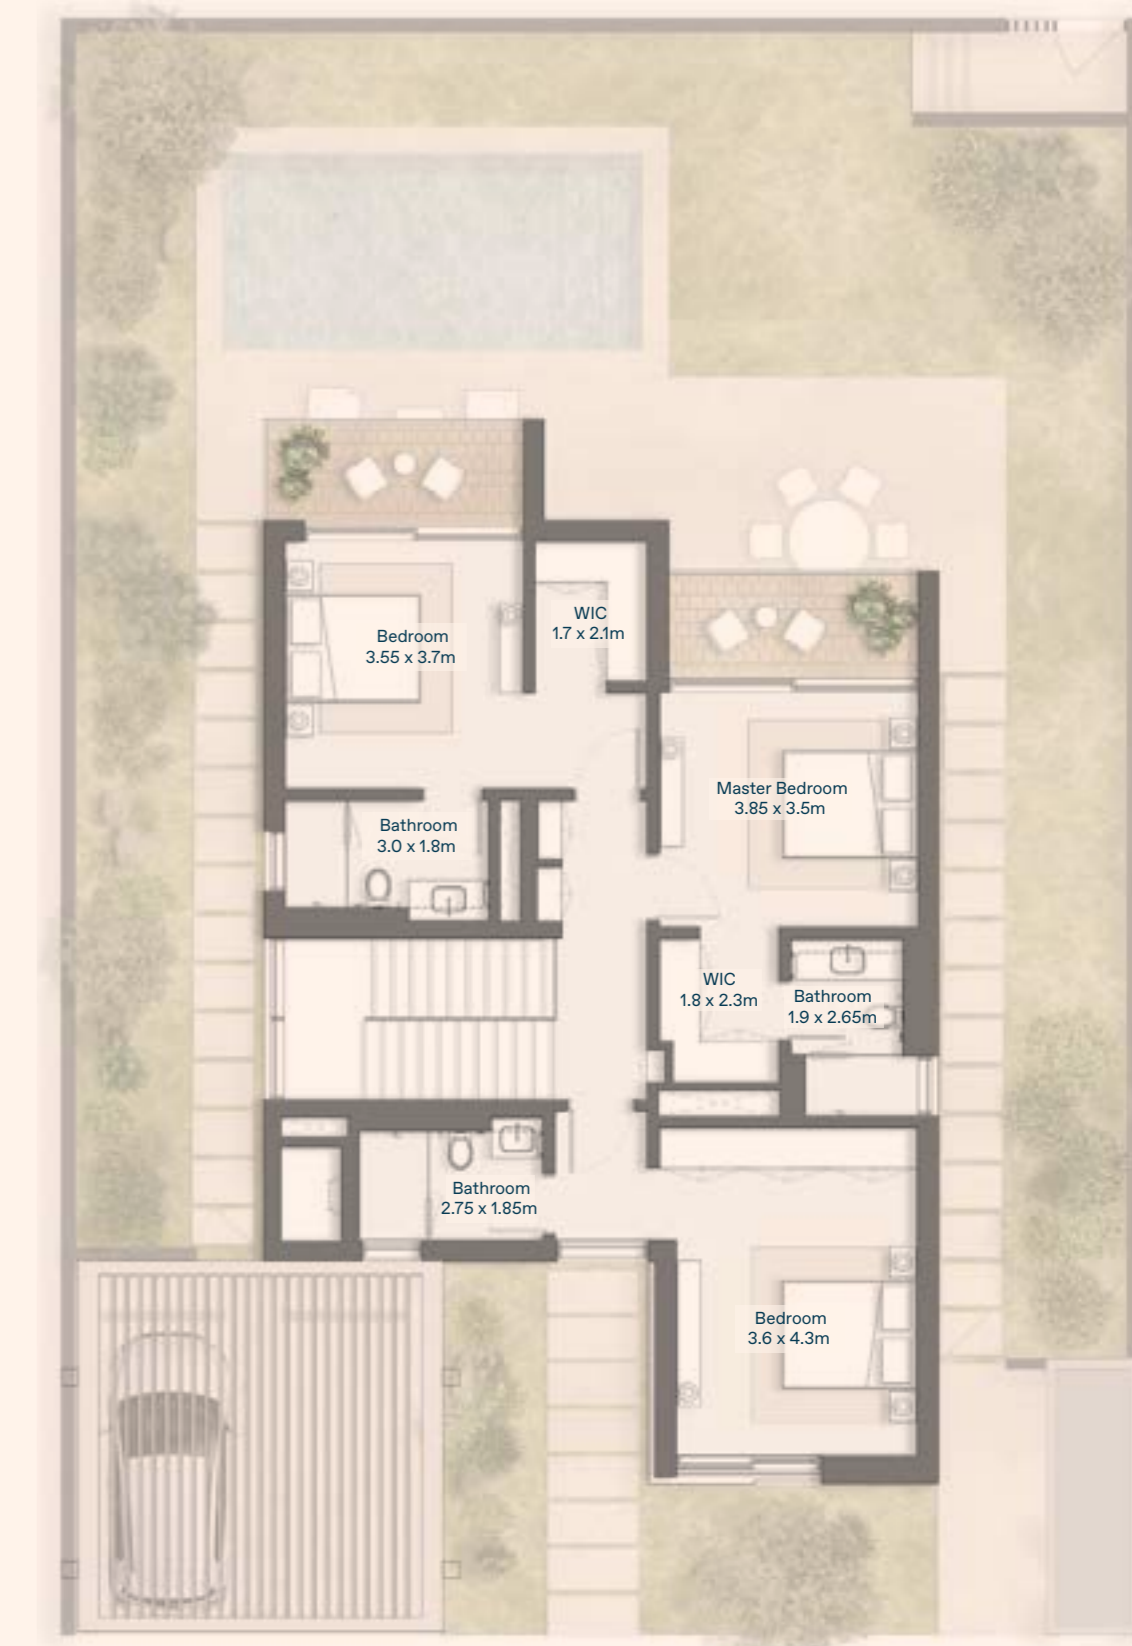 WIC
1.7 x 2.1m
Bedroom
3.55 x 3.7m
Master Bedroom
3.85 x 3.5m
Bathroom
3.0 x 1.8m
WIC
1.8 x 2.3m
Bathroom
1.9 x 2.65m
Bathroom
2.75 x 1.85m
Bedroom
3.6 x 4.3m